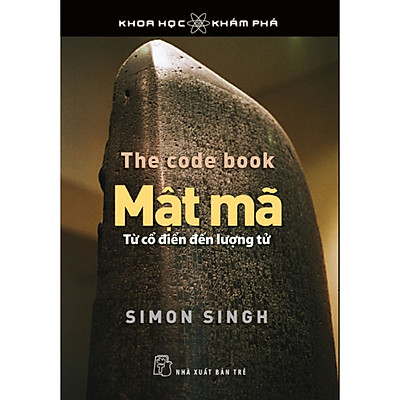 KHOA HỌC KHÁM PHÁ
The code book
Mật mã
Từ cổ điển đến lượng tử
SIMON SINGH
NHÀ XUẤT BẢN TRẺ